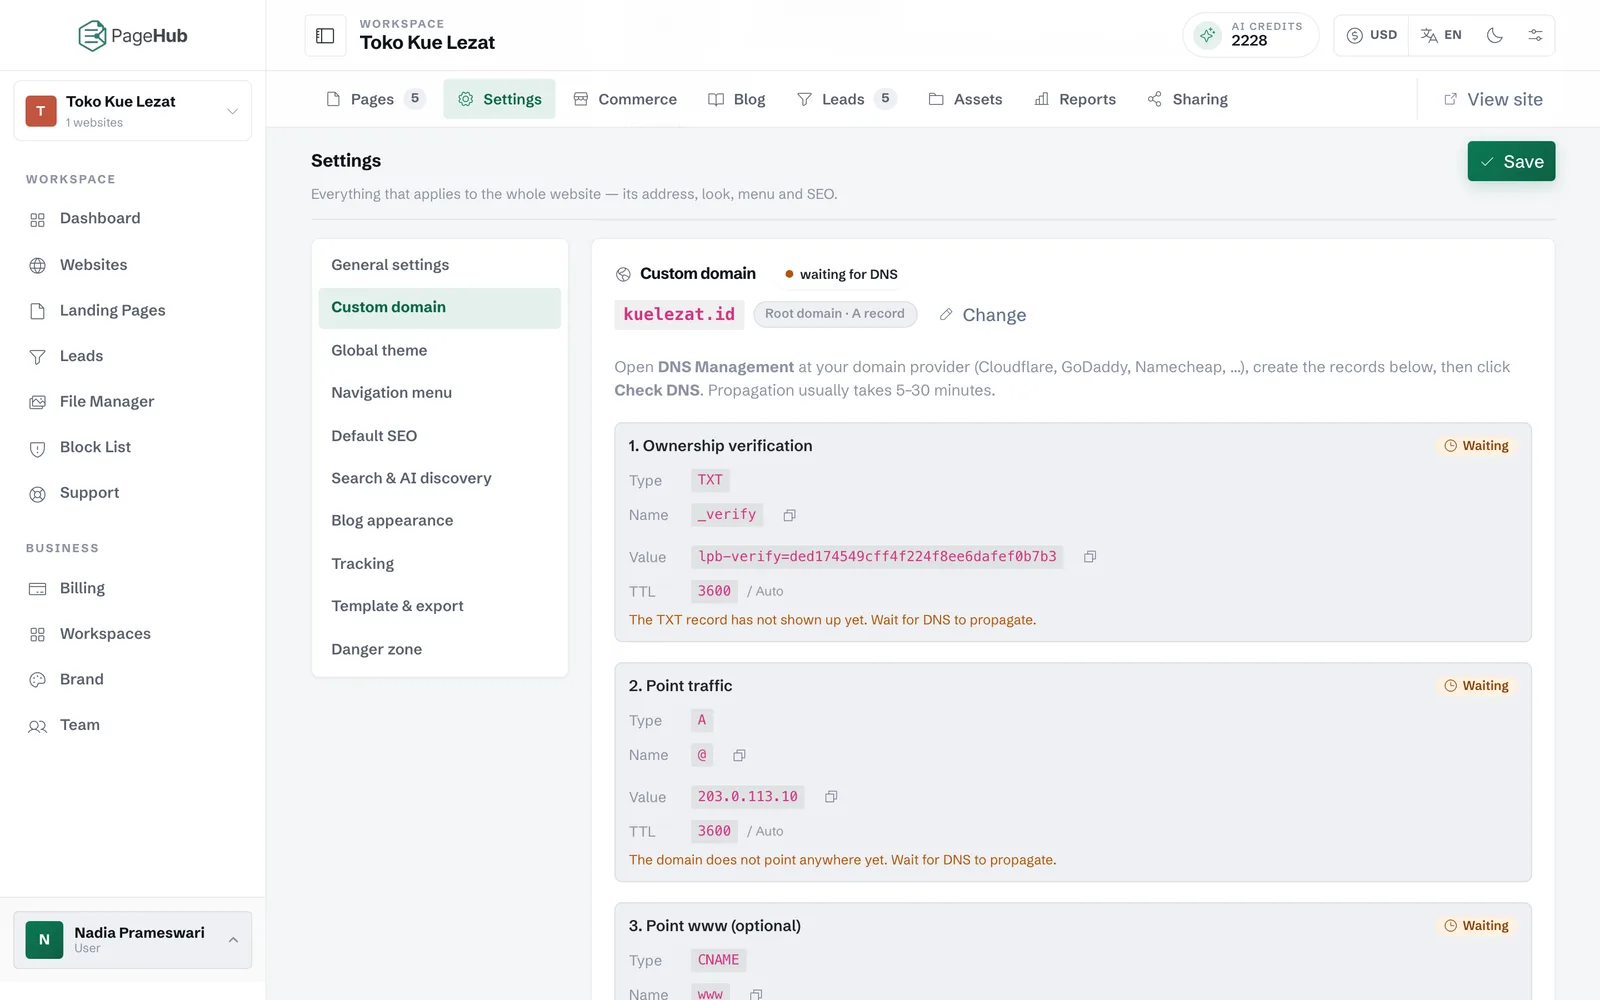 PageHub
WORKSPACE
Toko Kue Lezat
AI CREDITS
2228
USD
EN
T
Toko Kue Lezat
1 websites
Pages 5
Settings
Commerce
Blog
Leads 5
Assets
Reports
Sharing
View site
WORKSPACE
Dashboard
Websites
Landing Pages
Leads
File Manager
Block List
Support
BUSINESS
Billing
Workspaces
Brand
Team
N
Nadia Prameswari
User
Settings
Everything that applies to the whole website — its address, look, menu and SEO.
Save
General settings
Custom domain
Global theme
Navigation menu
Default SEO
Search & AI discovery
Blog appearance
Tracking
Template & export
Danger zone
Custom domain
waiting for DNS
kuelezat.id
Root domain · A record
Change
Open DNS Management at your domain provider (Cloudflare, GoDaddy, Namecheap, ...), create the records below, then click
Check DNS. Propagation usually takes 5–30 minutes.
1. Ownership verification
Waiting
Type TXT
Name _verify
Value lpb-verify=ded174549cff4f224f8ee6dafef0b7b3
TTL 3600 / Auto
The TXT record has not shown up yet. Wait for DNS to propagate.
2. Point traffic
Waiting
Type A
Name @
Value 203.0.113.10
TTL 3600 / Auto
The domain does not point anywhere yet. Wait for DNS to propagate.
3. Point www (optional)
Waiting
Type CNAME
Name www